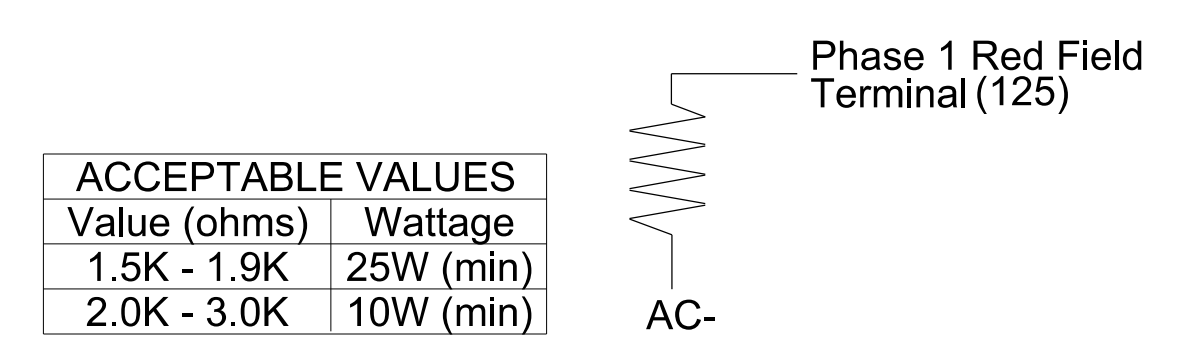 Phase 1 Red Field
Terminal (125)
ACCEPTABLE VALUES
Value (ohms) Wattage
1.5K - 1.9K 25W (min)
2.0K - 3.0K 10W (min)
AC-